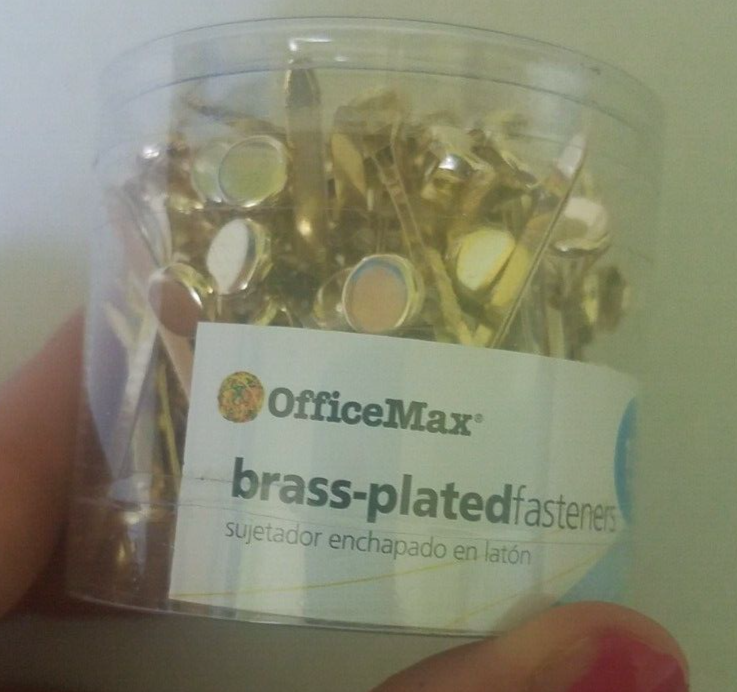 OfficeMax®
brass-platedfasteners
sujetador enchapado en latón